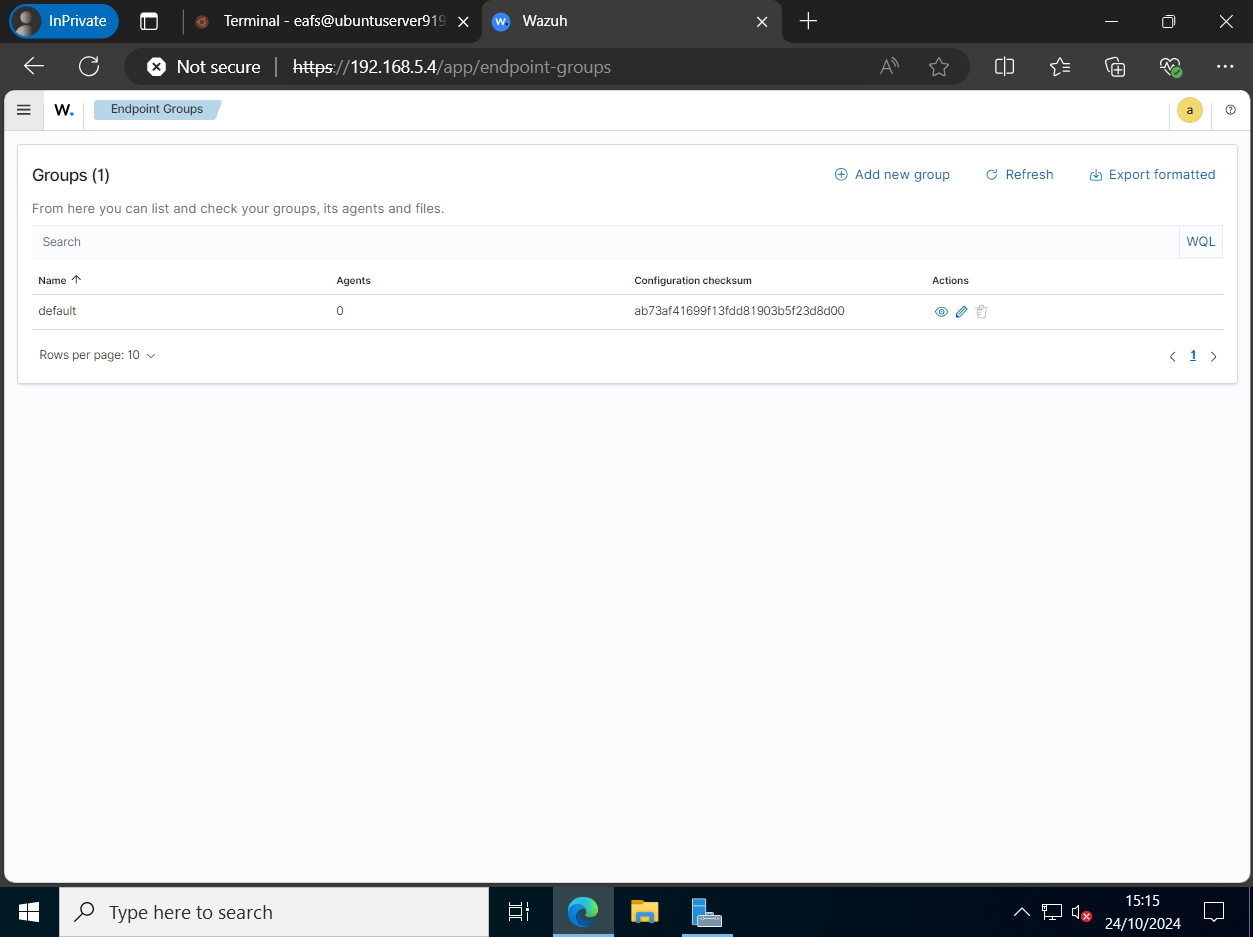 InPrivate
Terminal - eafs@ubuntuserver919
Wazuh
Not secure
https://192.168.5.4/app/endpoint-groups
W.
Endpoint Groups
a
Groups (1)
Add new group
Refresh
Export formatted
From here you can list and check your groups, its agents and files.
Search
WQL
Name
Agents
Configuration checksum
Actions
default
0
ab73af41699f13fdd81903b5f23d8d00
Rows per page: 10
1
Type here to search
15:15
24/10/2024